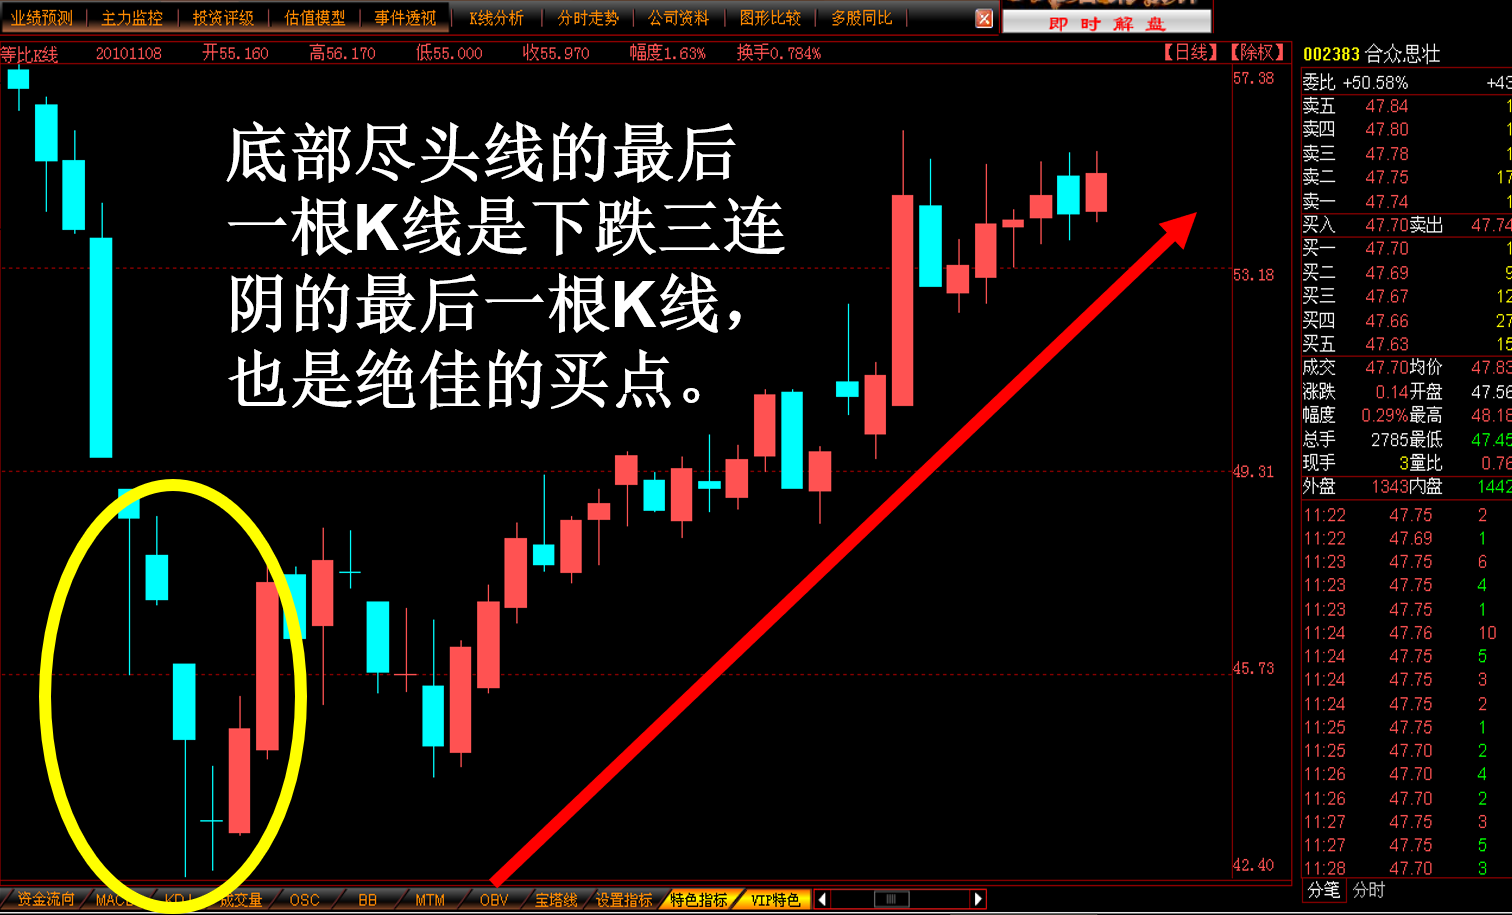 业绩预测 主力监控 投资评级 估值模型 事件透视 K线分析 分时走势 公司资料 图形比较 多股同比
即时解盘
等比K线 20101108 开55.160 高56.170 低55.000 收55.970 幅度1.63% 换手0.784% 【日线】【除权】
57.38
53.18
49.31
45.73
42.40
底部尽头线的最后
一根K线是下跌三连
阴的最后一根K线，
也是绝佳的买点。
资金流向 MACD KDJ 成交量 OSC BB MTM OBV 宝塔线 设置指标 特色指标 VIP特色
002383 合众思壮
委比 +50.58% +43
卖五 47.84 1
卖四 47.80 1
卖三 47.78 1
卖二 47.75 17
卖一 47.74 1
买入 47.70 卖出 47.74
买一 47.70 1
买二 47.69 9
买三 47.67 12
买四 47.66 27
买五 47.63 15
成交 47.70 均价 47.83
涨跌 0.14 开盘 47.56
幅度 0.29% 最高 48.18
总手 2785 最低 47.45
现手 3 量比 0.76
外盘 1343 内盘 1442
11:22 47.75 2
11:22 47.69 1
11:23 47.75 6
11:23 47.75 4
11:23 47.75 1
11:24 47.76 10
11:24 47.75 5
11:24 47.75 3
11:24 47.75 2
11:25 47.75 1
11:25 47.70 2
11:26 47.70 4
11:26 47.70 2
11:27 47.75 3
11:27 47.75 5
11:28 47.70 3
分笔 分时